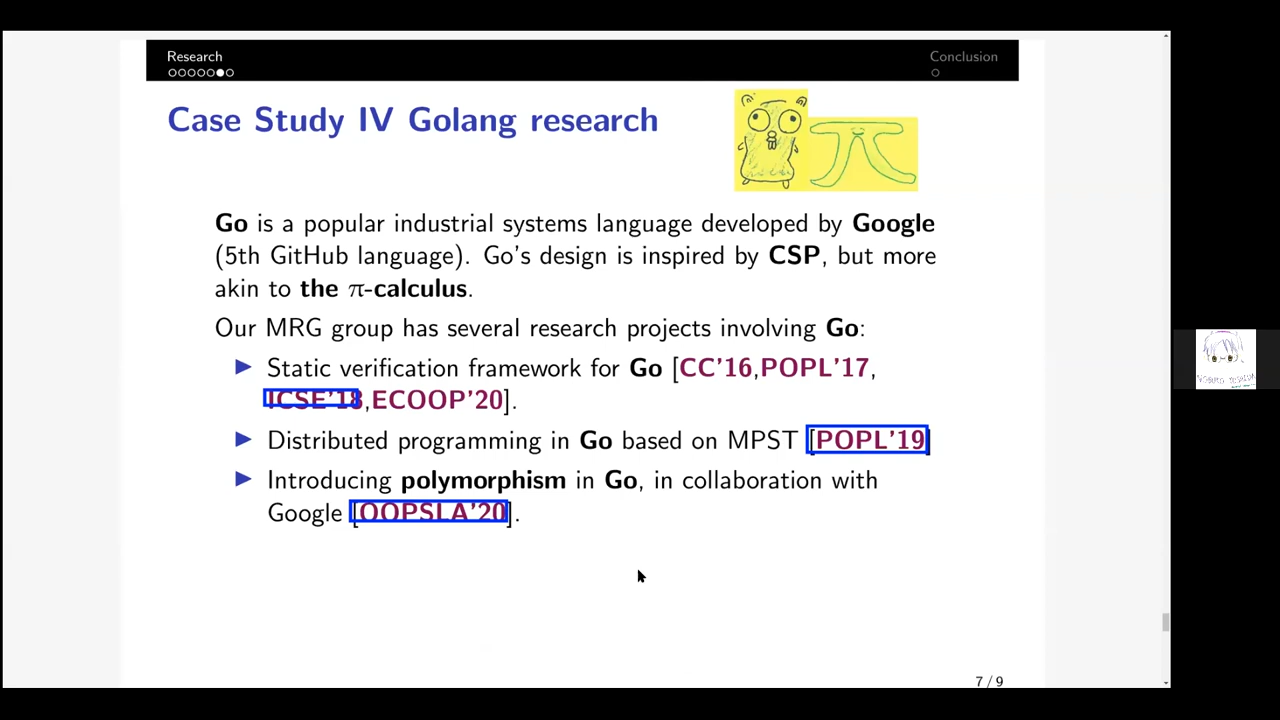 Research
Conclusion
Case Study IV Golang research
Go is a popular industrial systems language developed by Google
(5th GitHub language). Go's design is inspired by CSP, but more
akin to the π-calculus.
Our MRG group has several research projects involving Go:
Static verification framework for Go [CC'16,POPL'17,
ICSE'18,ECOOP'20].
Distributed programming in Go based on MPST [POPL'19]
Introducing polymorphism in Go, in collaboration with
Google [OOPSLA'20].
7 / 9